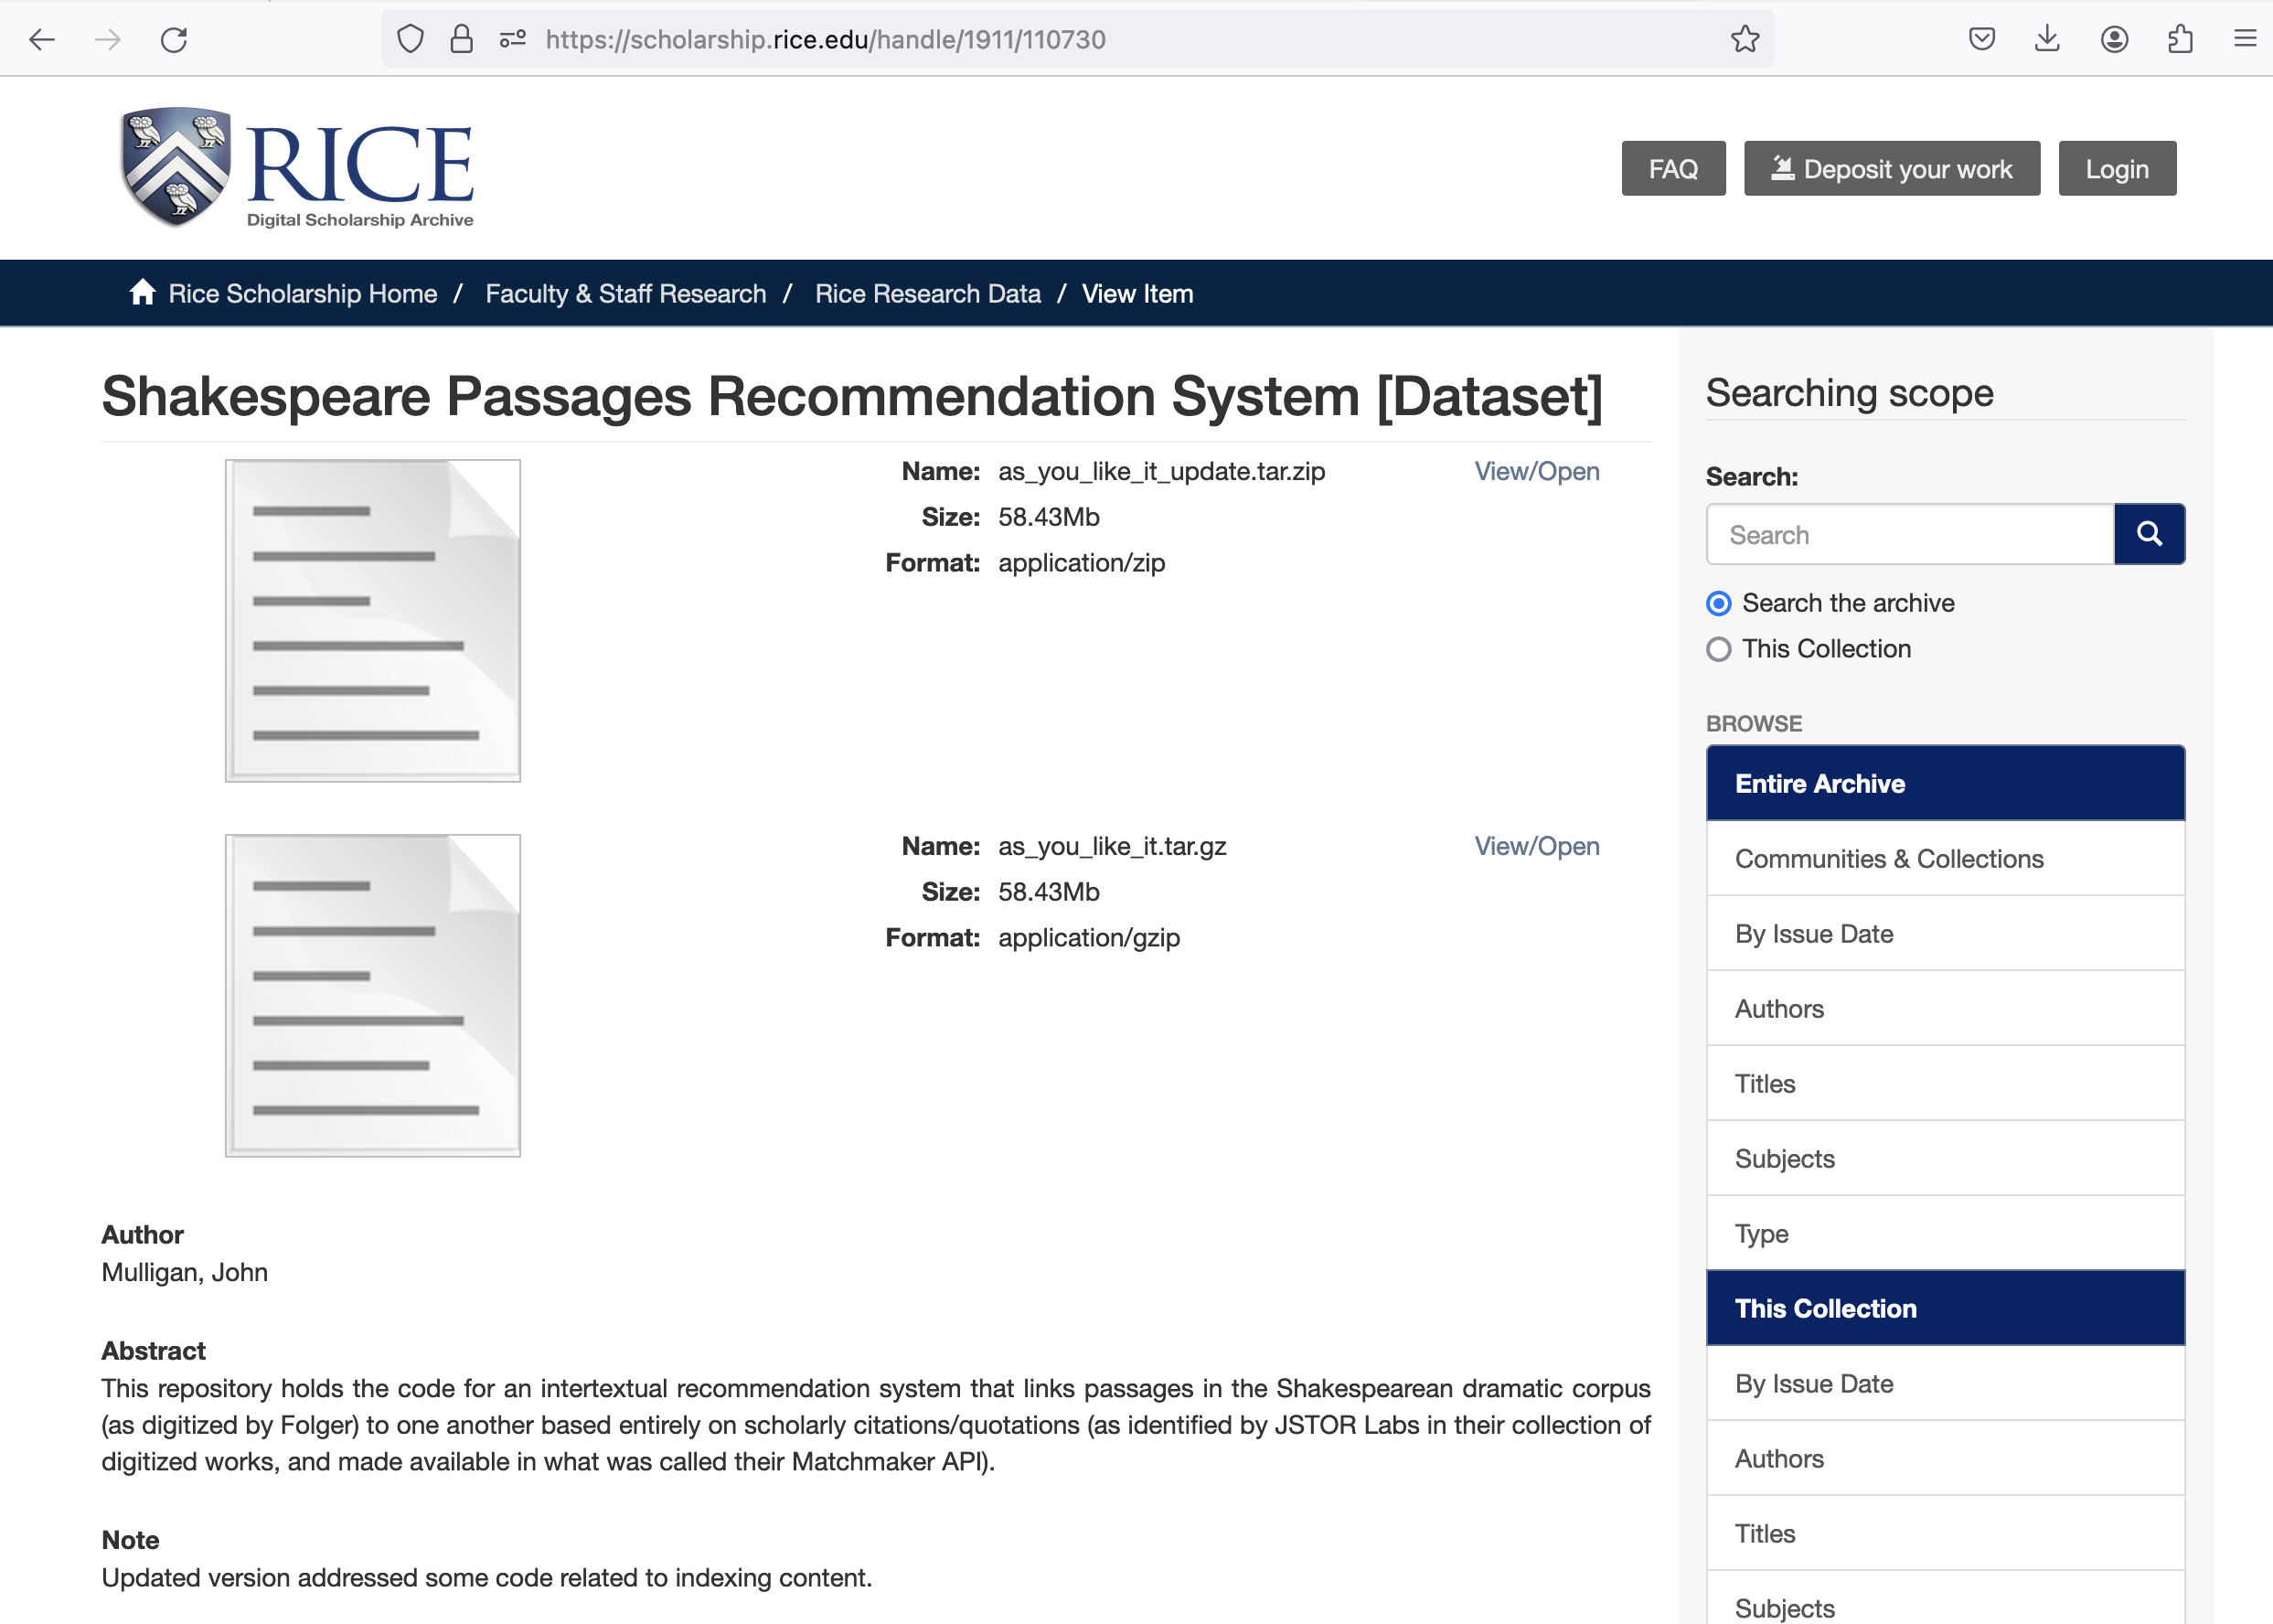 https://scholarship.rice.edu/handle/1911/110730
RICE
Digital Scholarship Archive
FAQ
Deposit your work
Login
Rice Scholarship Home / Faculty & Staff Research / Rice Research Data / View Item
Shakespeare Passages Recommendation System [Dataset]
Name: as_you_like_it_update.tar.zip View/Open
Size: 58.43Mb
Format: application/zip
Name: as_you_like_it.tar.gz View/Open
Size: 58.43Mb
Format: application/gzip
Author
Mulligan, John
Abstract
This repository holds the code for an intertextual recommendation system that links passages in the Shakespearean dramatic corpus
(as digitized by Folger) to one another based entirely on scholarly citations/quotations (as identified by JSTOR Labs in their collection of
digitized works, and made available in what was called their Matchmaker API).
Note
Updated version addressed some code related to indexing content.
Searching scope
Search:
Search
Search the archive
This Collection
BROWSE
Entire Archive
Communities & Collections
By Issue Date
Authors
Titles
Subjects
Type
This Collection
By Issue Date
Authors
Titles
Subjects